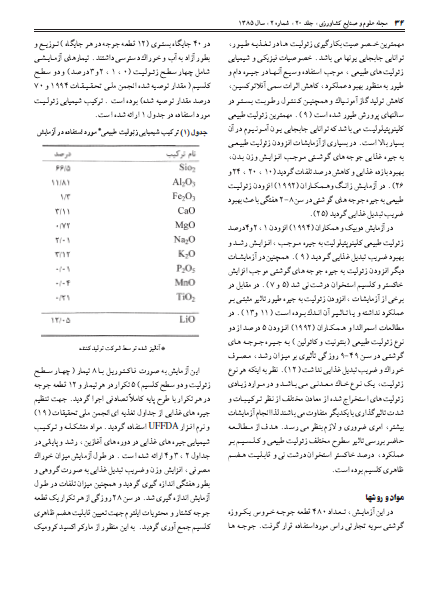 ۳۴ مجله علوم و صنایع کشاورزی ، جلد ۲۰ ، شماره ۲ ، سال ۱۳۸۵
مهمترین خصوصیت بکارگیری زئولیت ها در تغذیه طیور،
توانایی جابجایی یونها می باشد . خصوصیات فیزیکی و شیمیایی
زئولیت های طبیعی ، موجب استفاده وسیع آنها در جیره دام و
طیور به منظور بهبود عملکرد ، کاهش اثرات سمی آفلاتوکسین،
کاهش تولید گاز آمونیاک و همچنین کنترل رطوبت بستر در
سالنهای پرورش طیور شده است (۹) . مهمترین زئولیت طبیعی
کلینوپتیلولیت می باشد که توانایی جابجایی یون آمونیوم در آن
بسیار بالا است . در بسیاری از آزمایشات افزودن زئولیت طبیعی
به جیره غذایی جوجه های گوشتی موجب افزایش وزن بدن،
بهبود بازده غذایی و کاهش درصد تلفات گردید (۱۰ ، ۲۰ ، ۲۴ و
۲۶) . در آزمایش ژانگ و همکاران (۱۹۹۲) افزودن زئولیت
طبیعی به جیره جوجه های گوشتی در سن ۸-۲ هفتگی باعث بهبود
ضریب تبدیل غذایی گردید (۲۵).
در آزمایش دوبیک و همکاران (۱۹۹۴) افزودن ۱ ، ۲ و ۴ درصد
زئولیت طبیعی کلینوپتیلولیت به جیره موجب ، افزایش رشد و
بهبود ضریب تبدیل غذایی گردید (۹) . همچنین در آزمایشات
دیگر افزودن زئولیت به جیره جوجه های گوشتی موجب افزایش
خاکستر و کلسیم استخوان درشت نی شد (۵ و ۷) . در مقابل در
برخی از آزمایشات ، افزودن زئولیت به جیره طیور تاثیر مثبتی بر
عملکرد نداشته و یا تاثیر آن اندک بوده است (۱۱ و ۱۳) . در
مطالعات اسم الدا و همکاران (۱۹۹۲) افزودن ۵ درصد از دو
نوع زئولیت طبیعی (بنتونیت و کائولین) به جیره جوجه های
گوشتی در سن ۴۹-۹ روزگی تأثیری بر میزان رشد ، مصرف
خوراک و ضریب تبدیل غذایی نداشت (۱۲) . نظر به اینکه هر نوع
زئولیت ، یک نوع خاک معدنی می باشد و در موارد زیادی
زئولیت های استخراج شده از معادن مختلف از نظر ترکیبات و
شدت تاثیرگذاری با یکدیگر متفاوت می باشند لذا انجام آزمایشات
بیشتر، امری ضروری و لازم بنظر می رسد . هدف از مطالعه
حاضر بررسی تاثیر سطوح مختلف زئولیت طبیعی و کلسیم بر
عملکرد ، درصد خاکستر استخوان درشت نی و قابلیت هضم
ظاهری کلسیم بوده است.
مواد و روشها
در این آزمایش ، تعداد ۴۸۰ قطعه جوجه خروس یکروزه
گوشتی سویه تجارتی راس مورد استفاده قرار گرفت . جوجه ها
در ۴۰ جایگاه بستری (۱۲ قطعه جوجه در هر جایگاه) توزیع و
بطور آزاد به آب و خوراک دسترسی داشتند . تیمارهای آزمایشی
شامل چهار سطح زئولیت (۰ ، ۱ ، ۲ و ۳ درصد) و دو سطح
کلسیم (مقدار توصیه شده انجمن ملی تحقیقات ۱۹۹۴ و ۷۰
درصد مقدار توصیه شده) بوده است . ترکیب شیمیایی زئولیت
مورد استفاده در جدول ۱ ارائه شده است .
جدول (۱) ترکیب شیمیایی زئولیت طبیعی* مورد استفاده در آزمایش
نام ترکیب درصد
Sio₂ ۶۶/۵
Al₂O₃ ۱۱/۸۱
Fe₂O₃ ۱/۳
CaO ۳/۱۱
MgO ۰/۷۲
Na₂O ۲/۰۱
K₂O ۳/۱۲
P₂O₅ ۰/۰۱
MnO ۰/۰۴
TiO₂ ۰/۲۱
LiO ۱۲/۰۵
* آنالیز شده توسط شرکت تولید کننده
این آزمایش به صورت فاکتوریل با ۸ تیمار (چهار سطح
زئولیت و دو سطح کلسیم) ۵ تکرار در هر تیمار و ۱۲ قطعه جوجه
در هر تکرار با طرح پایه کاملاً تصادفی اجرا گردید . جهت تنظیم
جیره های غذایی از جداول تغذیه ای انجمن ملی تحقیقات (۱۹)
و نرم افزار UFFDA استفاده گردید. مواد متشکله و ترکیب
شیمیایی جیره های غذایی در دوره های آغازین ، رشد و پایانی در
جداول ۲ ، ۳ و ۴ ارائه شده است . در طول آزمایش میزان خوراک
مصرفی ، افزایش وزن و ضریب تبدیل غذایی به صورت گروهی و
بطور هفتگی اندازه گیری گردید و همچنین میزان تلفات در طول
آزمایش اندازه گیری شد. در سن ۲۸ روزگی از هر تکرار یک قطعه
جوجه کشتار و محتویات ایلئوم جهت تعیین قابلیت هضم ظاهری
کلسیم جمع آوری گردید. به این منظور از مارکر اکسید کرومیک